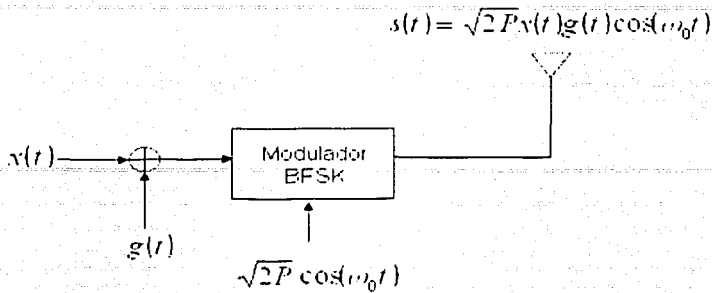 s(t) = √2P x(t)g(t)cos(ω₀t)
x(t)
Modulador
BFSK
g(t)
√2P cos(ω₀t)